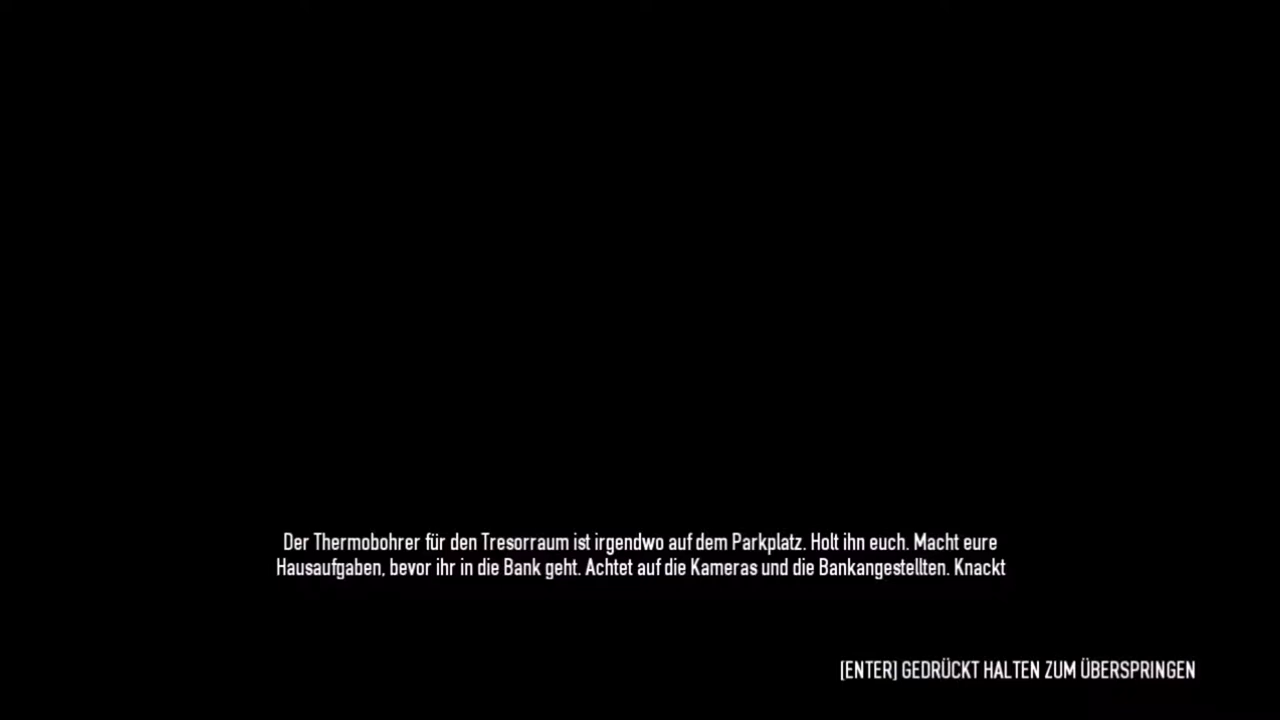 Der Thermobohrer für den Tresorraum ist irgendwo auf dem Parkplatz. Holt ihn euch. Macht eure
Hausaufgaben, bevor ihr in die Bank geht. Achtet auf die Kameras und die Bankangestellten. Knackt
[ENTER] GEDRÜCKT HALTEN ZUM ÜBERSPRINGEN